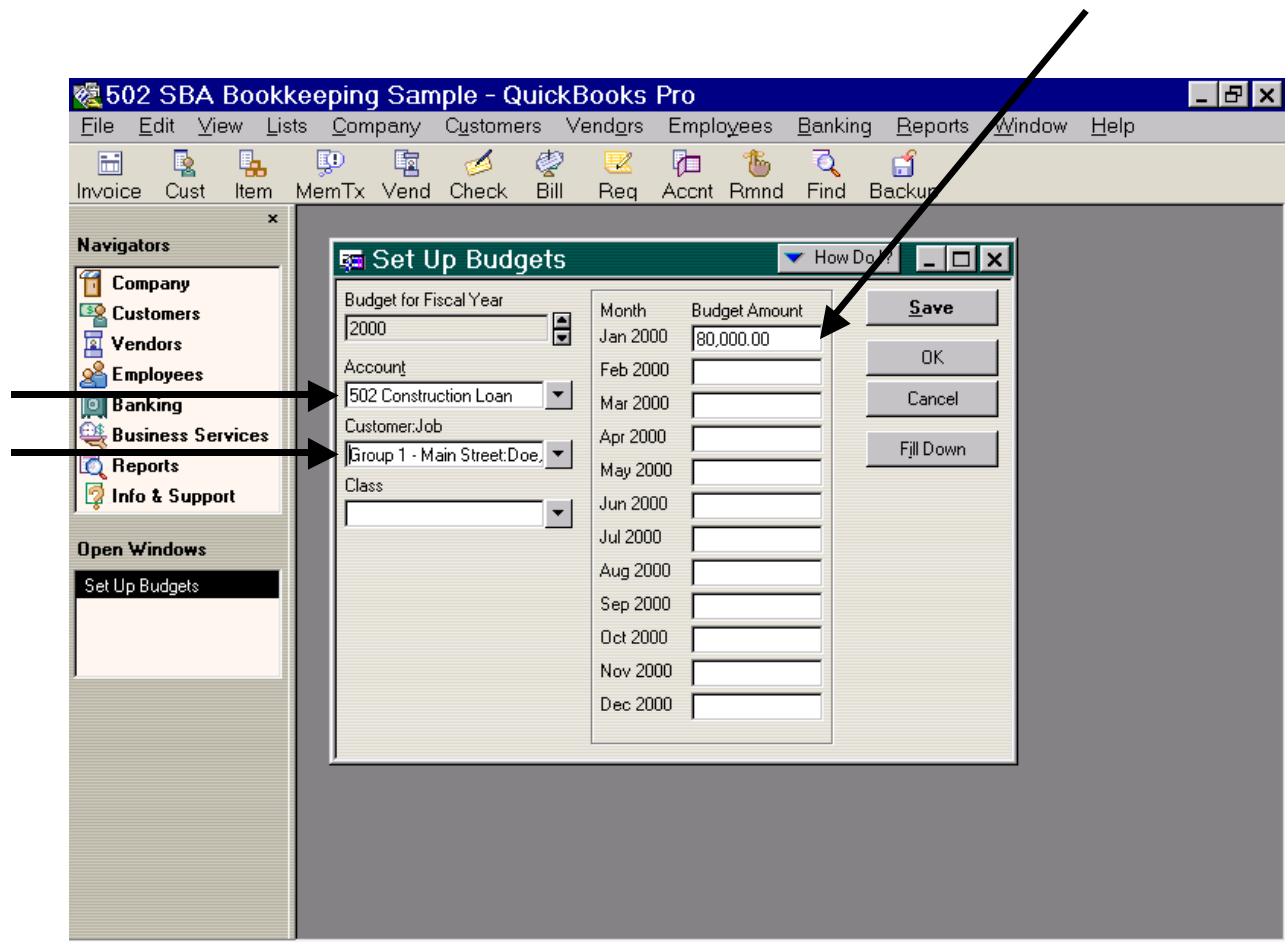 502 SBA Bookkeeping Sample - QuickBooks Pro
File Edit View Lists Company Customers Vendors Employees Banking Reports Window Help
Invoice Cust Item MemTx Vend Check Bill Req Accnt Rmnd Find Backup
Navigators
Company
Customers
Vendors
Employees
Banking
Business Services
Reports
Info & Support
Open Windows
Set Up Budgets
Set Up Budgets
How Do I?
Budget for Fiscal Year
2000
Account
502 Construction Loan
Customer:Job
Group 1 - Main Street:Doe,
Class
Month Budget Amount
Jan 2000 80,000.00
Feb 2000
Mar 2000
Apr 2000
May 2000
Jun 2000
Jul 2000
Aug 2000
Sep 2000
Oct 2000
Nov 2000
Dec 2000
Save
OK
Cancel
Fill Down